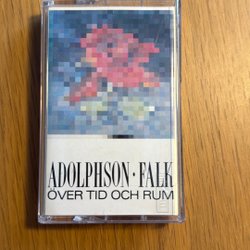 ADOLPHSON · FALK
ÖVER TID OCH RUM